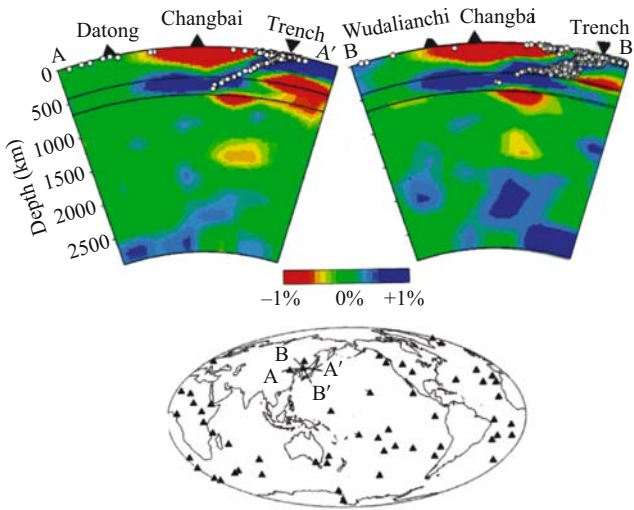 Datong Changbai Trench
A A′
Wudalianchi Changbai Trench
B B
0
500
1000
1500
2000
2500
Depth (km)
−1% 0% +1%
B
A A′
B′